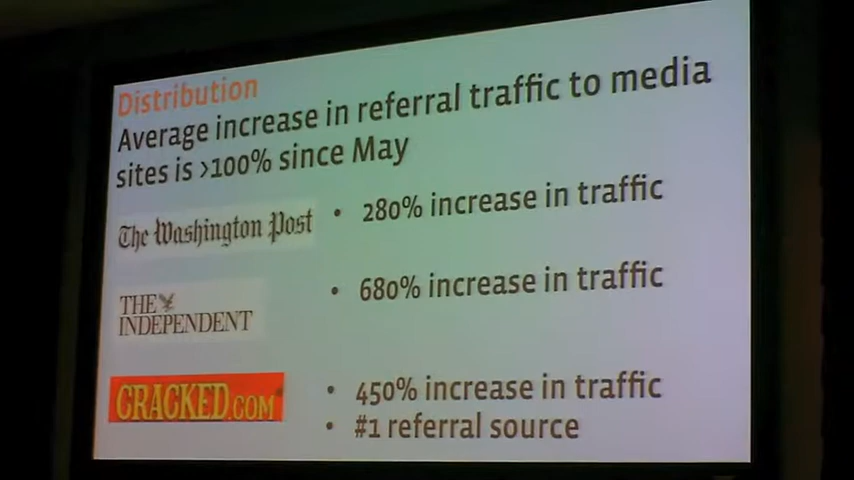 Distribution
Average increase in referral traffic to media
sites is >100% since May
The Washington Post
• 280% increase in traffic
THE
INDEPENDENT
• 680% increase in traffic
CRACKED.COM
• 450% increase in traffic
• #1 referral source